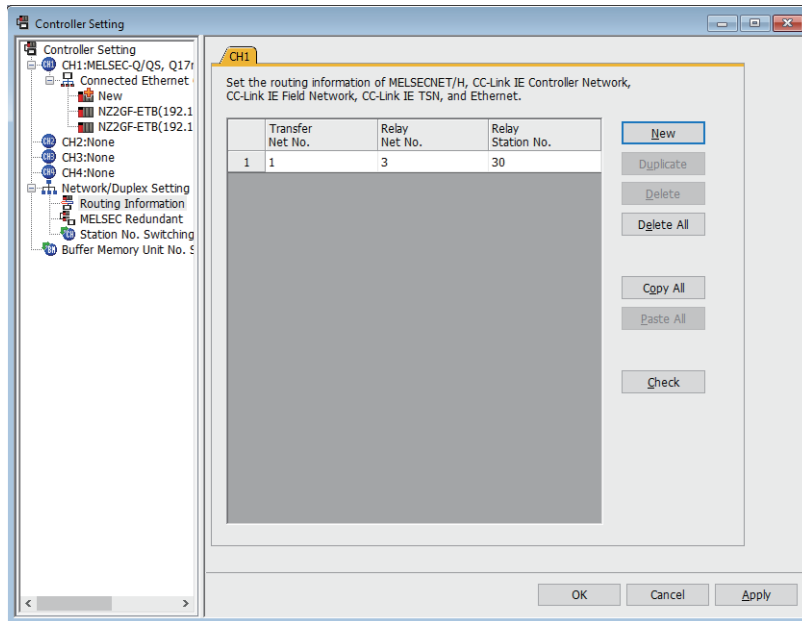 Controller Setting
Controller Setting
CH1:MELSEC-Q/QS, Q17n
Connected Ethernet
New
NZ2GF-ETB(192.1
NZ2GF-ETB(192.1
CH2:None
CH3:None
CH4:None
Network/Duplex Setting
Routing Information
MELSEC Redundant
Station No. Switching
Buffer Memory Unit No. S
CH1
Set the routing information of MELSECNET/H, CC-Link IE Controller Network,
CC-Link IE Field Network, CC-Link IE TSN, and Ethernet.
Transfer Net No. Relay Net No. Relay Station No.
1 1 3 30
New
Duplicate
Delete
Delete All
Copy All
Paste All
Check
OK Cancel Apply